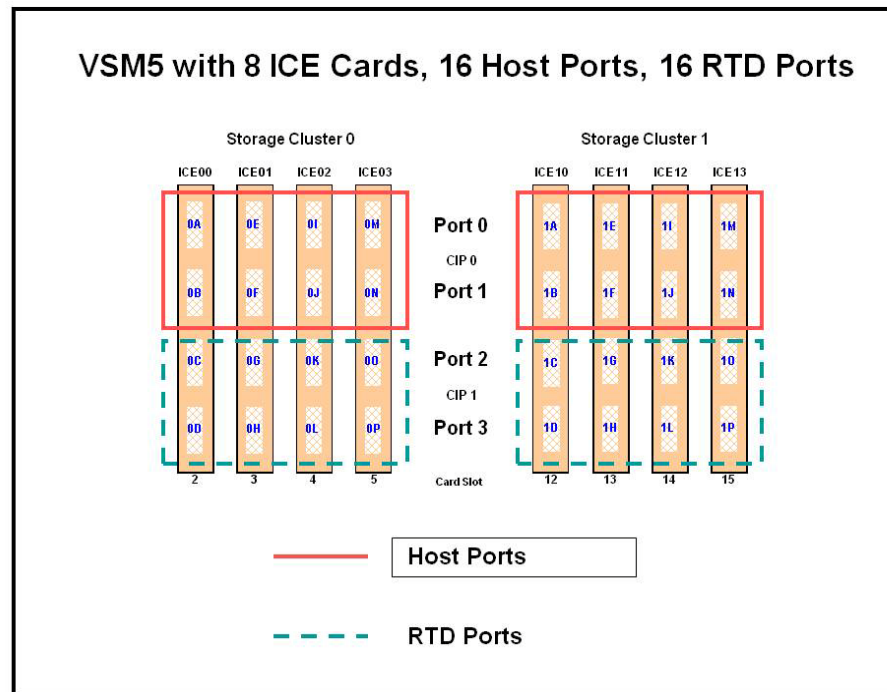 VSM5 with 8 ICE Cards, 16 Host Ports, 16 RTD Ports
Storage Cluster 0 Storage Cluster 1
ICE00 ICE01 ICE02 ICE03 ICE10 ICE11 ICE12 ICE13
0A 0E 0I 0M Port 0 1A 1E 1I 1M
CIP 0
0B 0F 0J 0N Port 1 1B 1F 1J 1N
0C 0G 0K 0O Port 2 1C 1G 1K 1O
CIP 1
0D 0H 0L 0P Port 3 1D 1H 1L 1P
2 3 4 5 Card Slot 12 13 14 15
Host Ports
RTD Ports